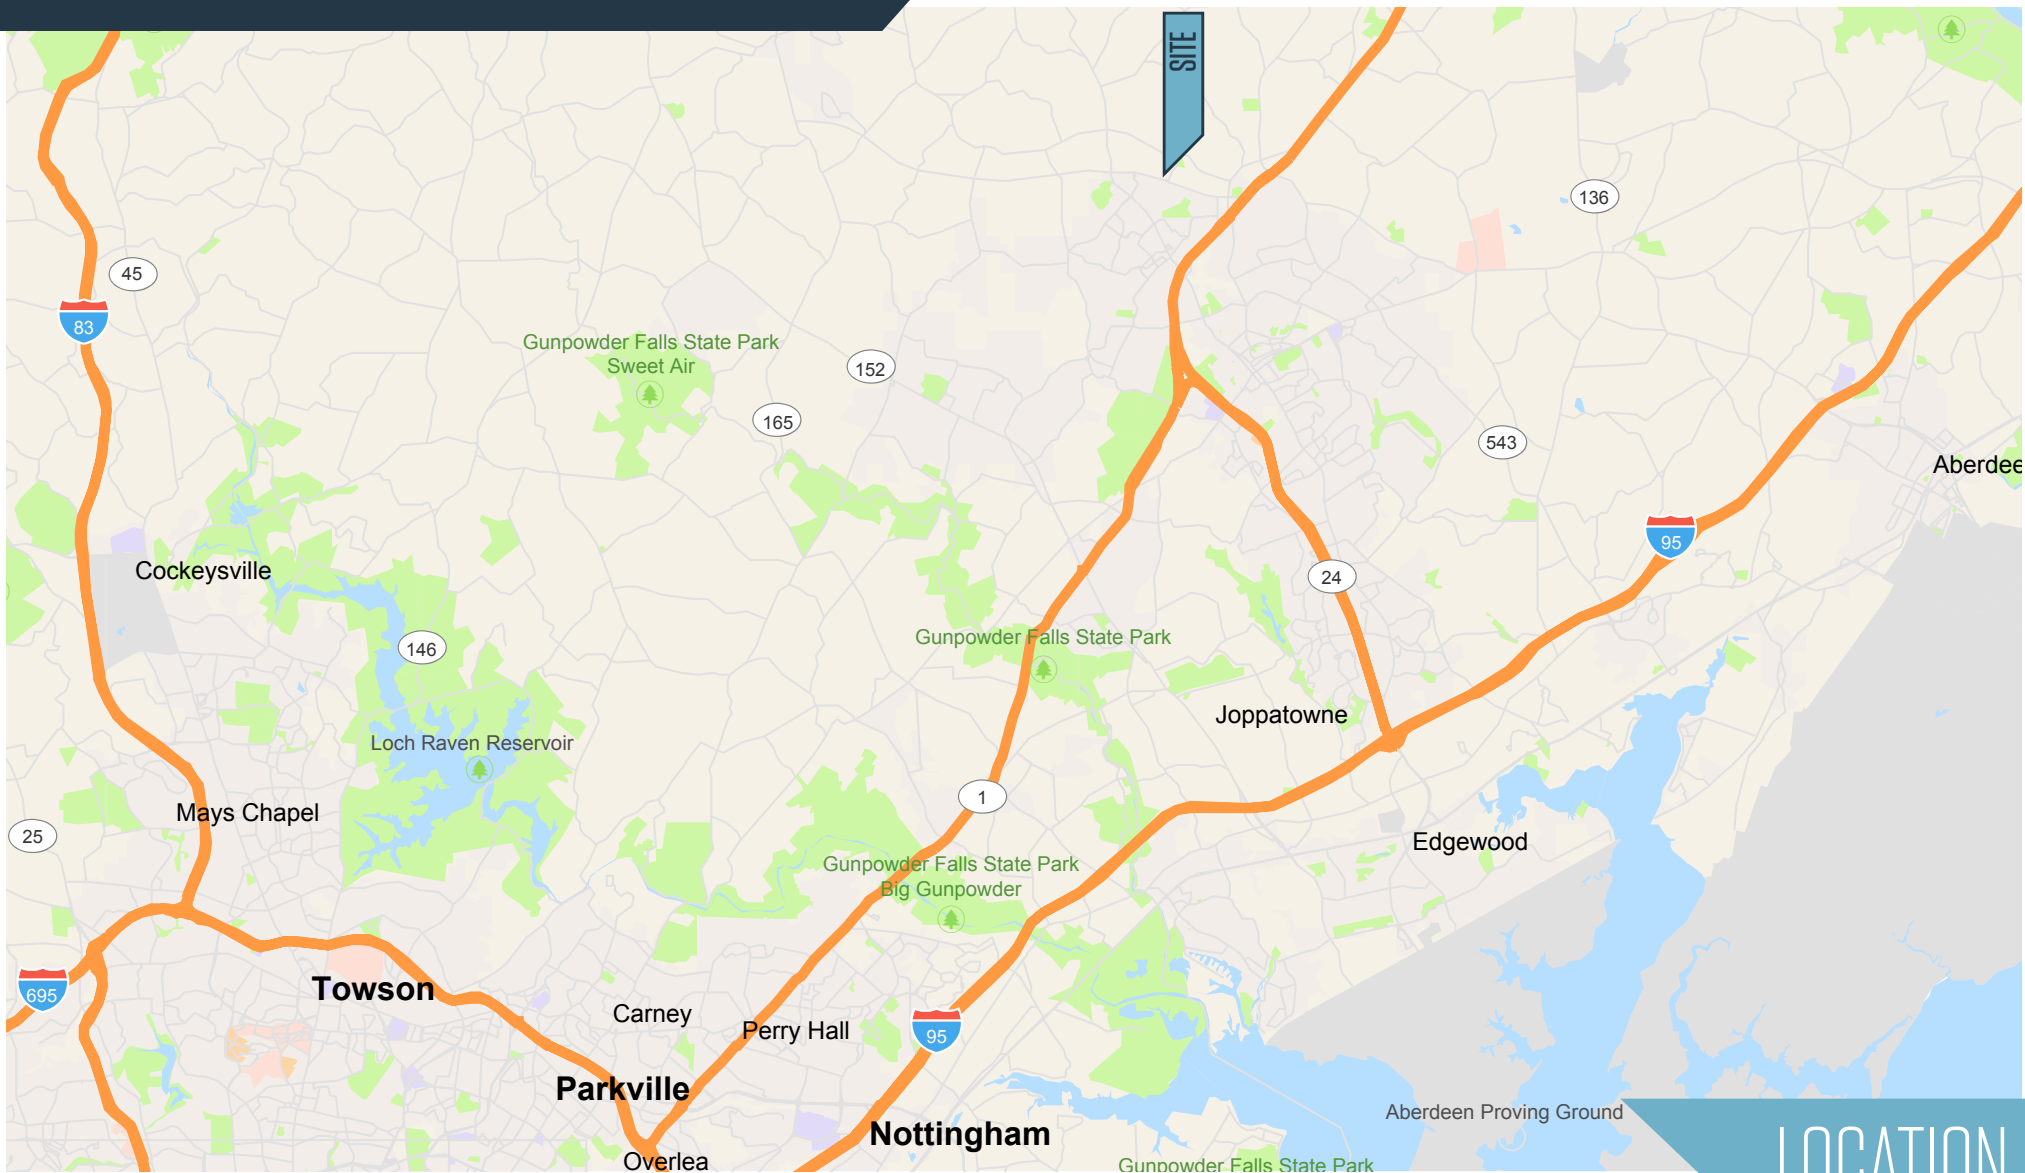 SITE
136
45
83
Gunpowder Falls State Park
Sweet Air
152
165
543
Aberdee
95
Cockeysville
24
146
Gunpowder Falls State Park
Joppatowne
Loch Raven Reservoir
1
Mays Chapel
25
Edgewood
Gunpowder Falls State Park
Big Gunpowder
695
Towson
Carney
Perry Hall
95
Parkville
Aberdeen Proving Ground
Nottingham
LOCATION
Overlea
Gunpowder Falls State Park